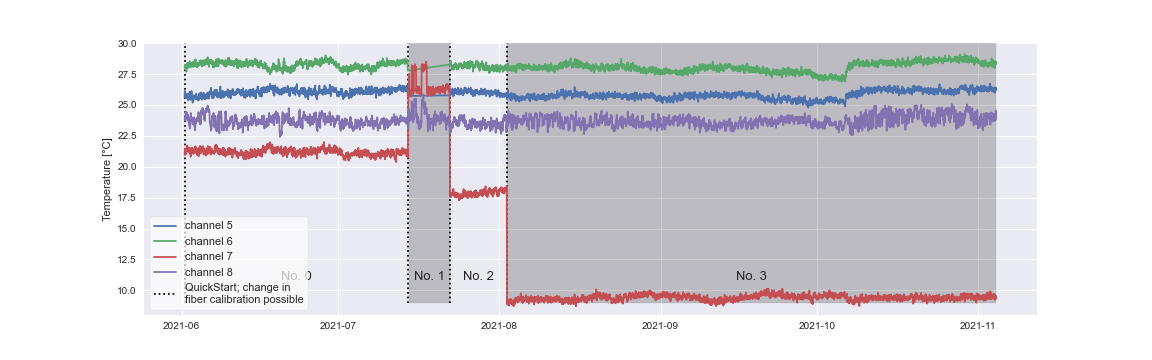 30.0
27.5
25.0
22.5
20.0
17.5
15.0
12.5
10.0
Temperature [°C]
channel 5
channel 6
channel 7
channel 8
QuickStart; change in
fiber calibration possible
No. 0
No. 1
No. 2
No. 3
2021-06
2021-07
2021-08
2021-09
2021-10
2021-11